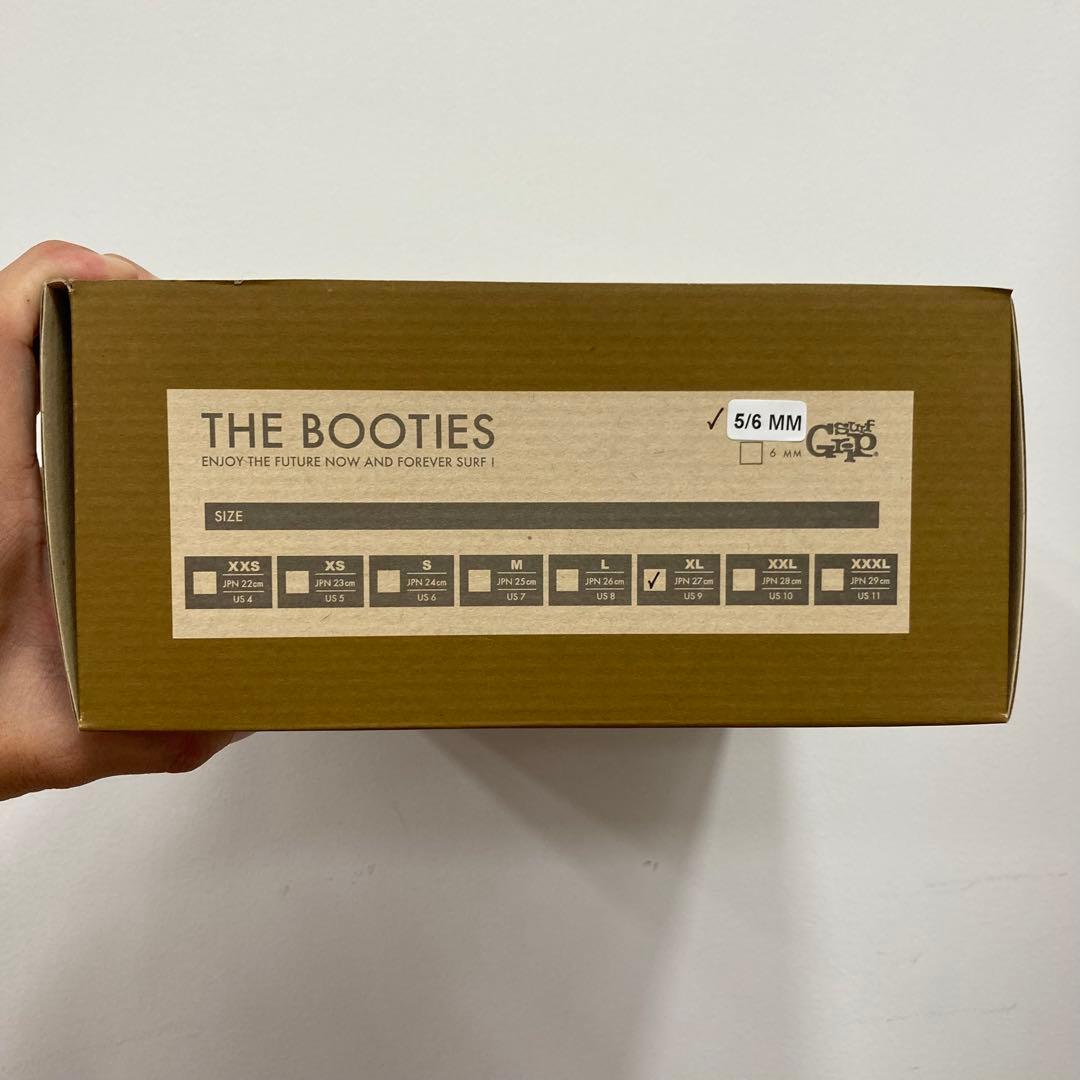 THE BOOTIES
ENJOY THE FUTURE NOW AND FOREVER SURF !
✓ 5/6 MM
6 MM
surf
Grip®
SIZE
XXS
JPN 22cm
US 4
XS
JPN 23cm
US 5
S
JPN 24cm
US 6
M
JPN 25cm
US 7
L
JPN 26cm
US 8
✓
XL
JPN 27cm
US 9
XXL
JPN 28cm
US 10
XXXL
JPN 29cm
US 11